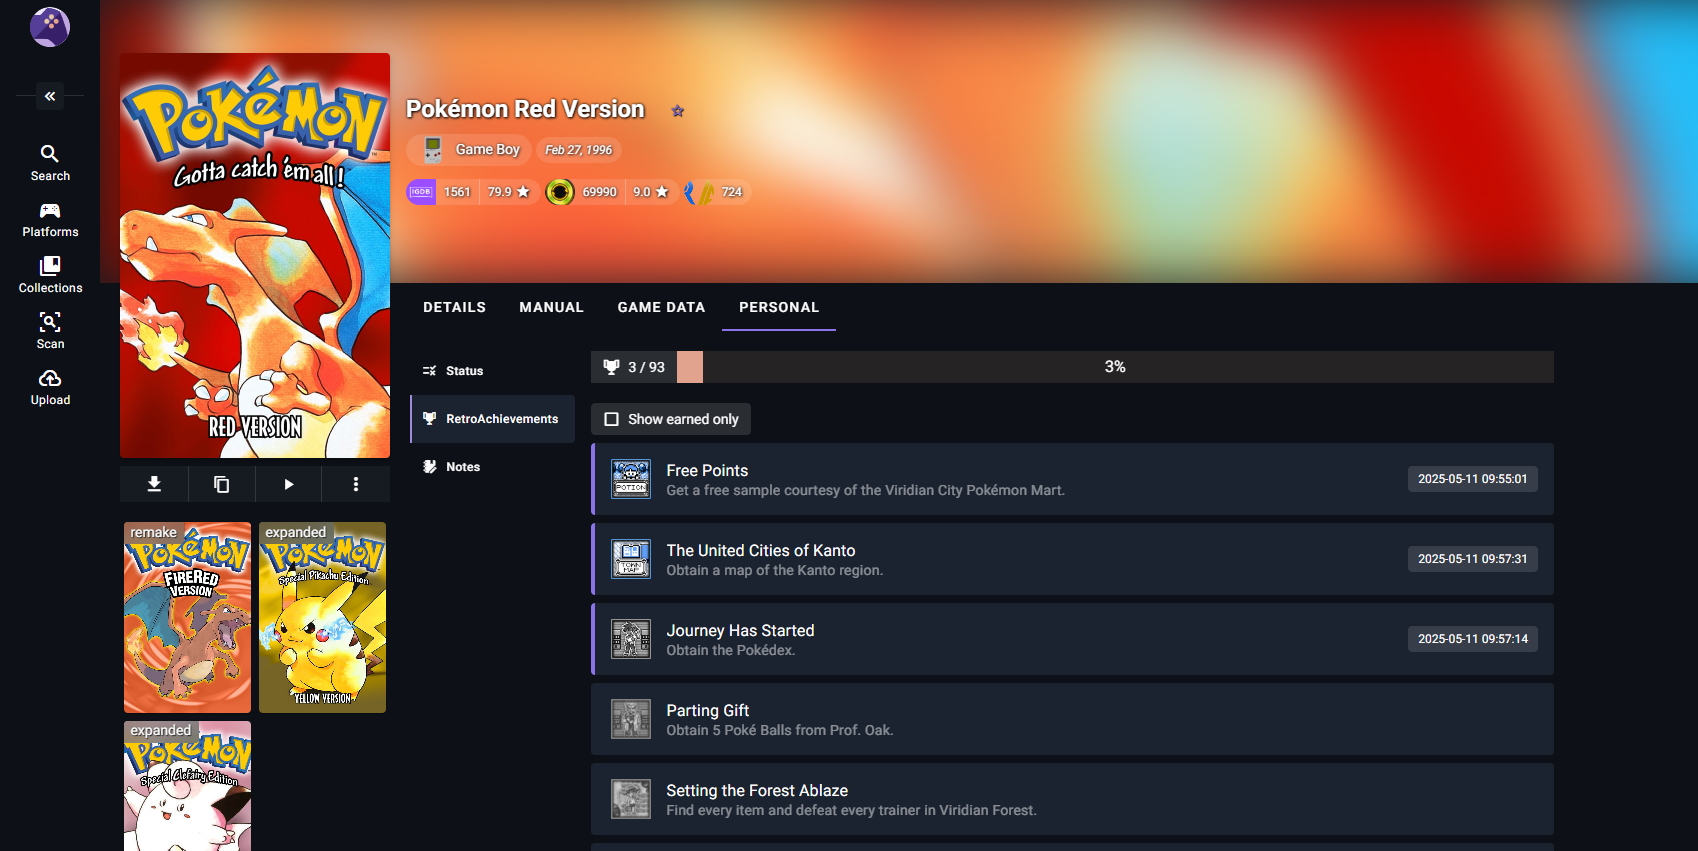 Search
Platforms
Collections
Scan
Upload
POKéMON
Gotta catch 'em all!
RED VERSION
Pokémon Red Version
Game Boy
Feb 27, 1996
IGDB 1561 79.9 69990 9.0 724
DETAILS MANUAL GAME DATA PERSONAL
Status
RetroAchievements
Notes
3 / 93
3%
Show earned only
POTION
Free Points
Get a free sample courtesy of the Viridian City Pokémon Mart.
2025-05-11 09:55:01
TOWN MAP
The United Cities of Kanto
Obtain a map of the Kanto region.
2025-05-11 09:57:31
Journey Has Started
Obtain the Pokédex.
2025-05-11 09:57:14
Parting Gift
Obtain 5 Poké Balls from Prof. Oak.
Setting the Forest Ablaze
Find every item and defeat every trainer in Viridian Forest.
remake
POKéMON
FIRERED
VERSION
expanded
POKéMON
Special Pikachu Edition
YELLOW VERSION
expanded
POKéMON
Special Clefairy Edition